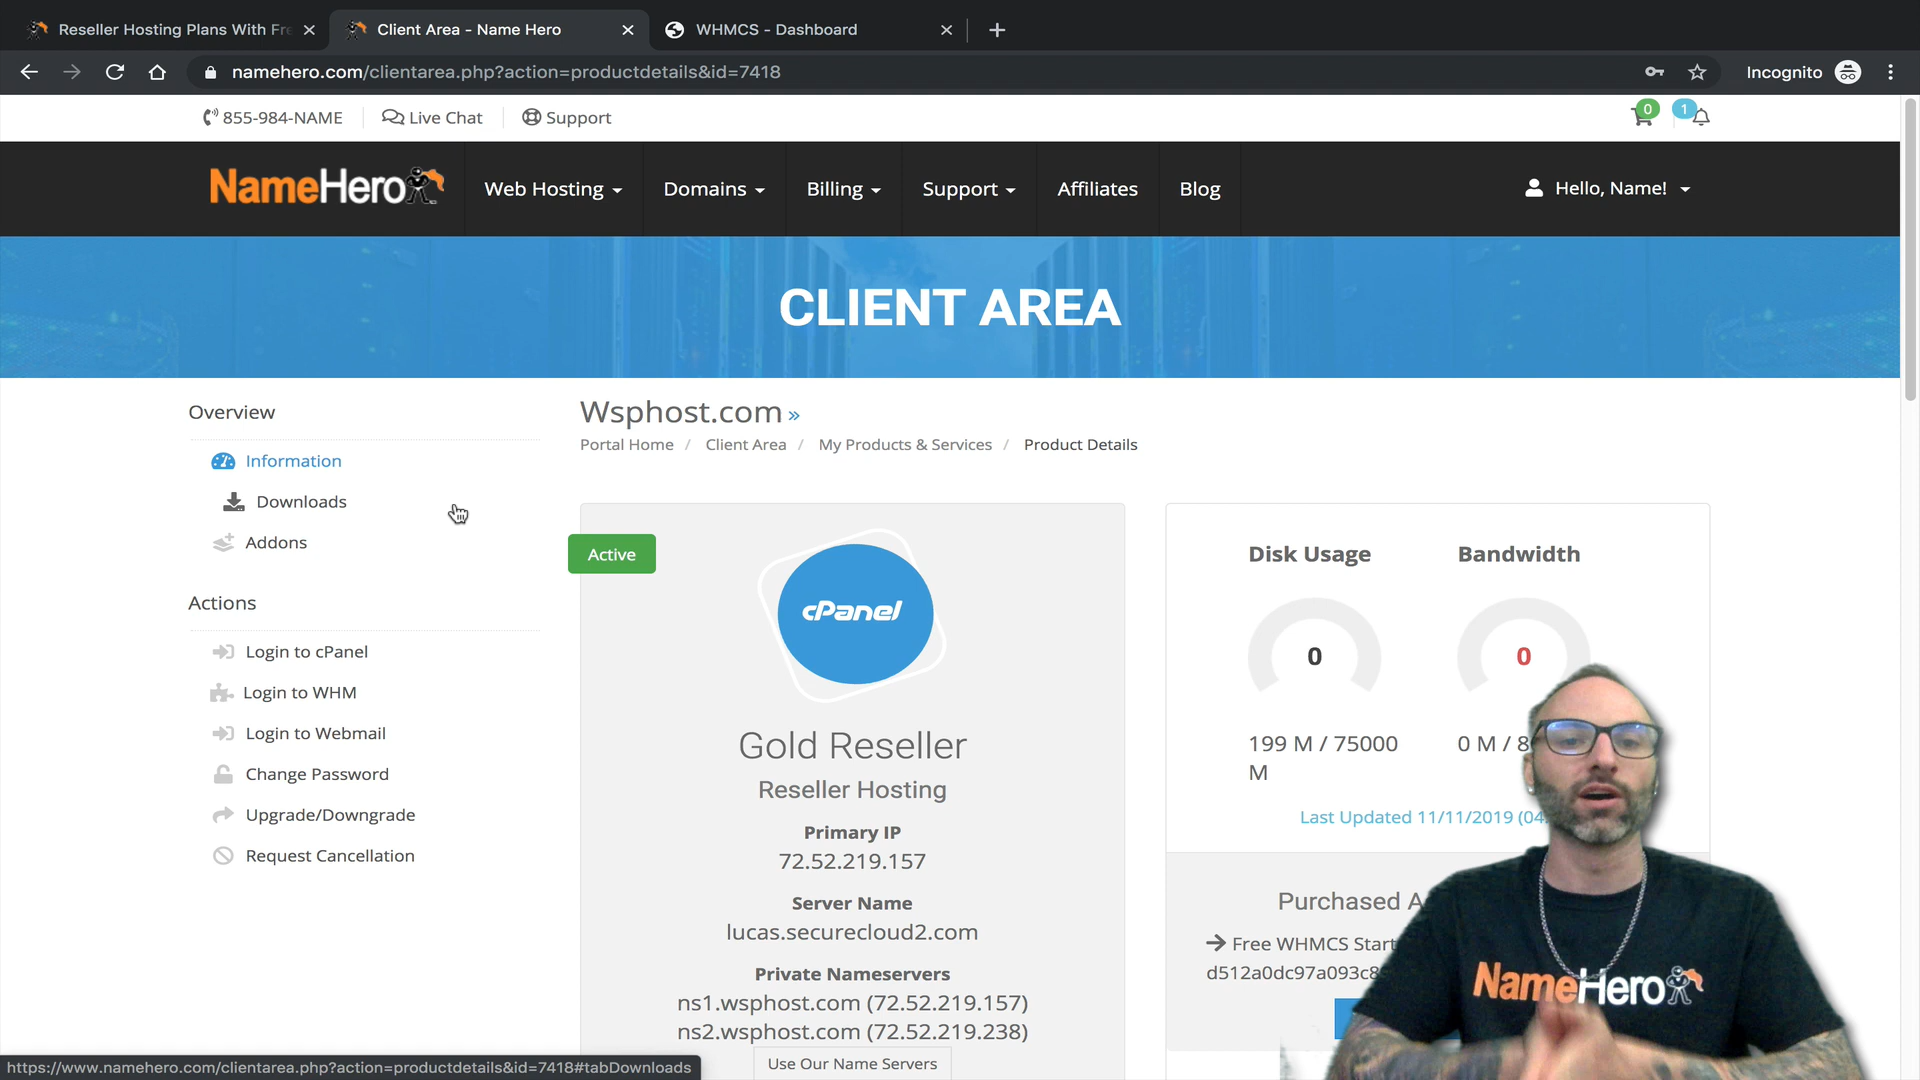 Reseller Hosting Plans With Fre
Client Area - Name Hero
WHMCS - Dashboard
namehero.com/clientarea.php?action=productdetails&id=7418
Incognito
855-984-NAME
Live Chat
Support
0
1
NameHero
Web Hosting
Domains
Billing
Support
Affiliates
Blog
Hello, Name!
CLIENT AREA
Overview
Information
Downloads
Addons
Actions
Login to cPanel
Login to WHM
Login to Webmail
Change Password
Upgrade/Downgrade
Request Cancellation
Wsphost.com »
Portal Home / Client Area / My Products & Services / Product Details
Active
cPanel
Gold Reseller
Reseller Hosting
Primary IP
72.52.219.157
Server Name
lucas.securecloud2.com
Private Nameservers
ns1.wsphost.com (72.52.219.157)
ns2.wsphost.com (72.52.219.238)
Use Our Name Servers
Disk Usage
Bandwidth
0
0
199 M / 75000
M
0 M / 8
Last Updated 11/11/2019 (04
Purchased A
Free WHMCS Start
d512a0dc97a093c8
NameHero
https://www.namehero.com/clientarea.php?action=productdetails&id=7418#tabDownloads